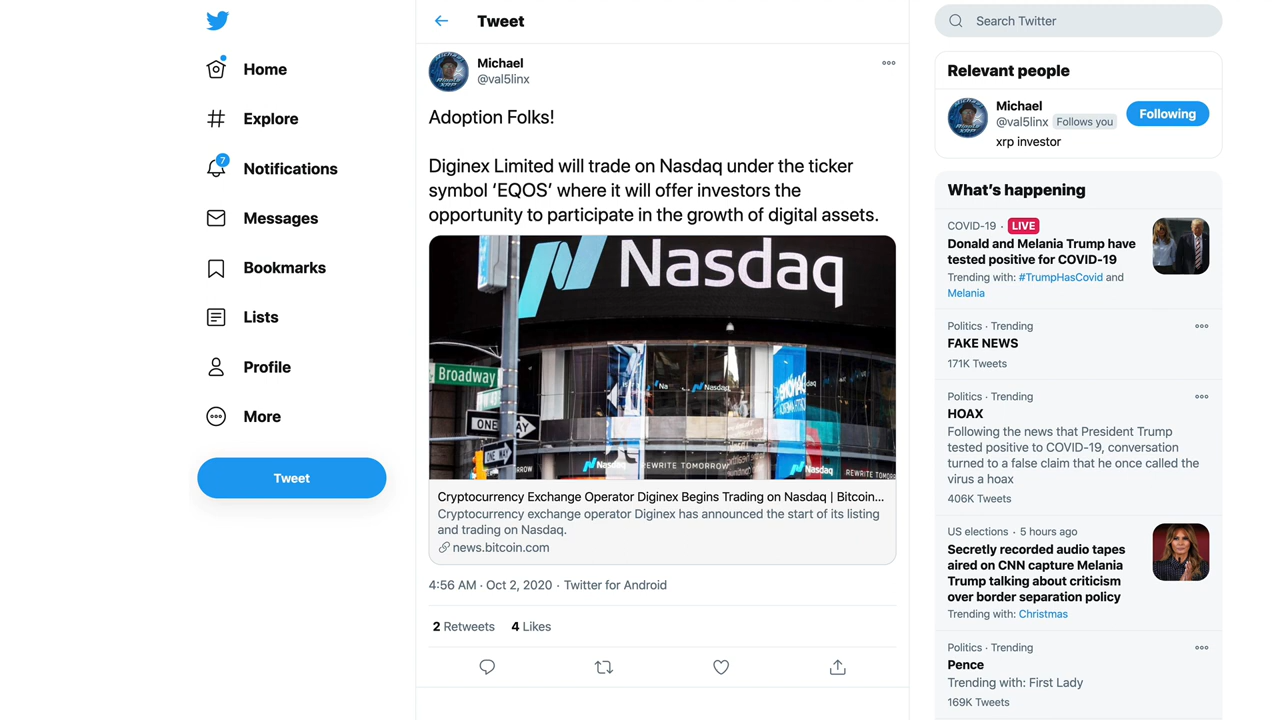 Tweet
Search Twitter
Home
Explore
7
Notifications
Messages
Bookmarks
Lists
Profile
More
Tweet
Michael
@val5linx
Adoption Folks!
Diginex Limited will trade on Nasdaq under the ticker
symbol ‘EQOS’ where it will offer investors the
opportunity to participate in the growth of digital assets.
Nasdaq
Broadway
ONE WAY
ONE WAY
Nasdaq
Nasdaq
REWRITE TOMORROW
Nasdaq
REWRITE TOMORROW
Cryptocurrency Exchange Operator Diginex Begins Trading on Nasdaq | Bitcoin...
Cryptocurrency exchange operator Diginex has announced the start of its listing
and trading on Nasdaq.
news.bitcoin.com
4:56 AM · Oct 2, 2020 · Twitter for Android
2 Retweets 4 Likes
Relevant people
Michael
@val5linx Follows you
Following
xrp investor
What’s happening
COVID-19 · LIVE
Donald and Melania Trump have
tested positive for COVID-19
Trending with: #TrumpHasCovid and
Melania
Politics · Trending
FAKE NEWS
171K Tweets
Politics · Trending
HOAX
Following the news that President Trump
tested positive to COVID-19, conversation
turned to a false claim that he once called the
virus a hoax
406K Tweets
US elections · 5 hours ago
Secretly recorded audio tapes
aired on CNN capture Melania
Trump talking about criticism
over border separation policy
Trending with: Christmas
Politics · Trending
Pence
Trending with: First Lady
169K Tweets